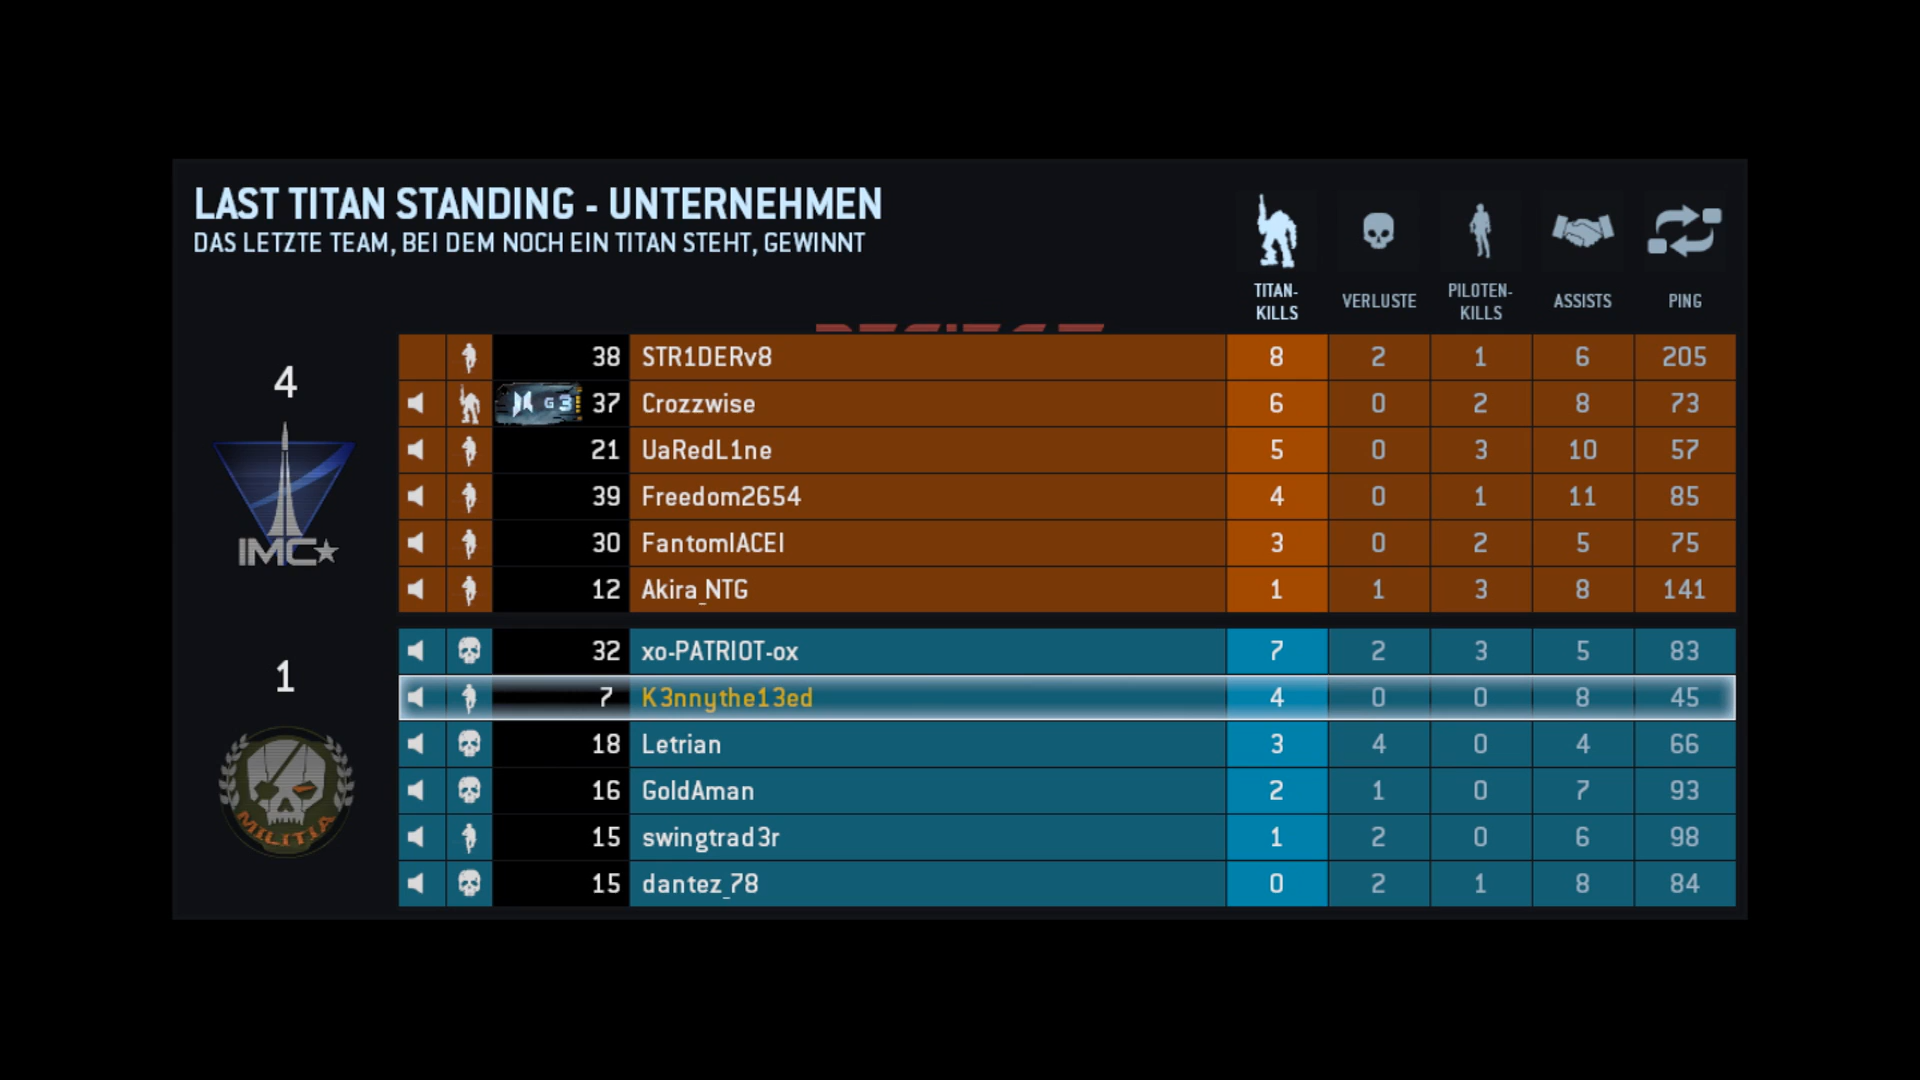 LAST TITAN STANDING - UNTERNEHMEN
DAS LETZTE TEAM, BEI DEM NOCH EIN TITAN STEHT, GEWINNT
TITAN-
KILLS
VERLUSTE
PILOTEN-
KILLS
ASSISTS
PING
4
IMC
38 STR1DERv8 8 2 1 6 205
G 3 37 Crozzwise 6 0 2 8 73
21 UaRedL1ne 5 0 3 10 57
39 Freedom2654 4 0 1 11 85
30 FantomIACEI 3 0 2 5 75
12 Akira_NTG 1 1 3 8 141
1
MILITIA
32 xo-PATRIOT-ox 7 2 3 5 83
7 K3nnythe13ed 4 0 0 8 45
18 Letrian 3 4 0 4 66
16 GoldAman 2 1 0 7 93
15 swingtrad3r 1 2 0 6 98
15 dantez_78 0 2 1 8 84